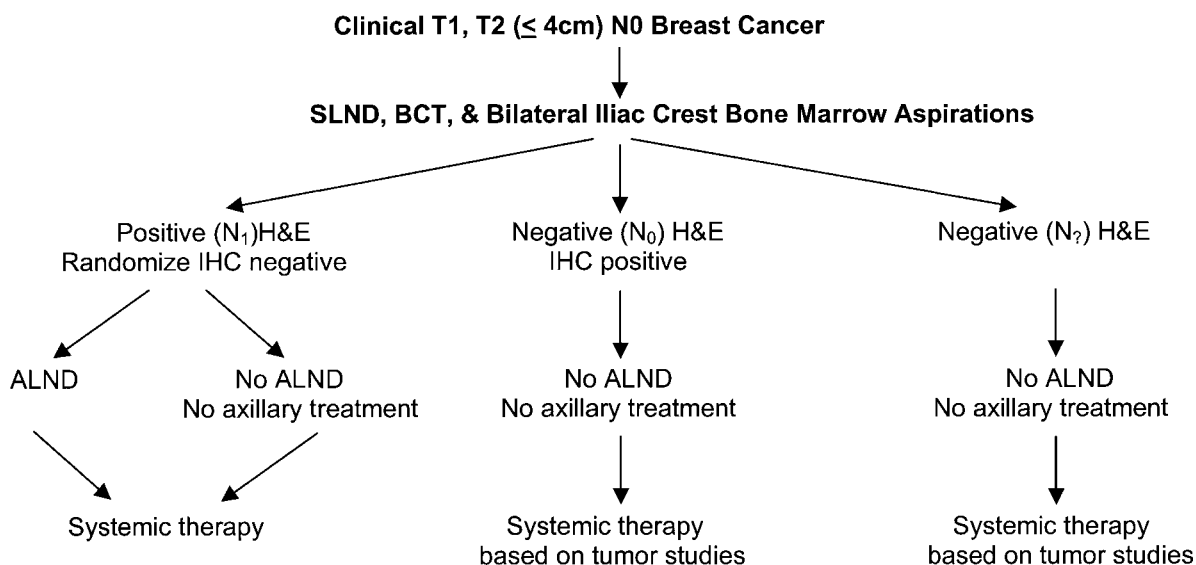 Clinical T1, T2 (≤ 4cm) N0 Breast Cancer
SLND, BCT, & Bilateral Iliac Crest Bone Marrow Aspirations
Positive (N₁)H&E
Randomize IHC negative
Negative (N₀) H&E
IHC positive
Negative (N?) H&E
ALND
No ALND
No axillary treatment
No ALND
No axillary treatment
No ALND
No axillary treatment
Systemic therapy
Systemic therapy
based on tumor studies
Systemic therapy
based on tumor studies